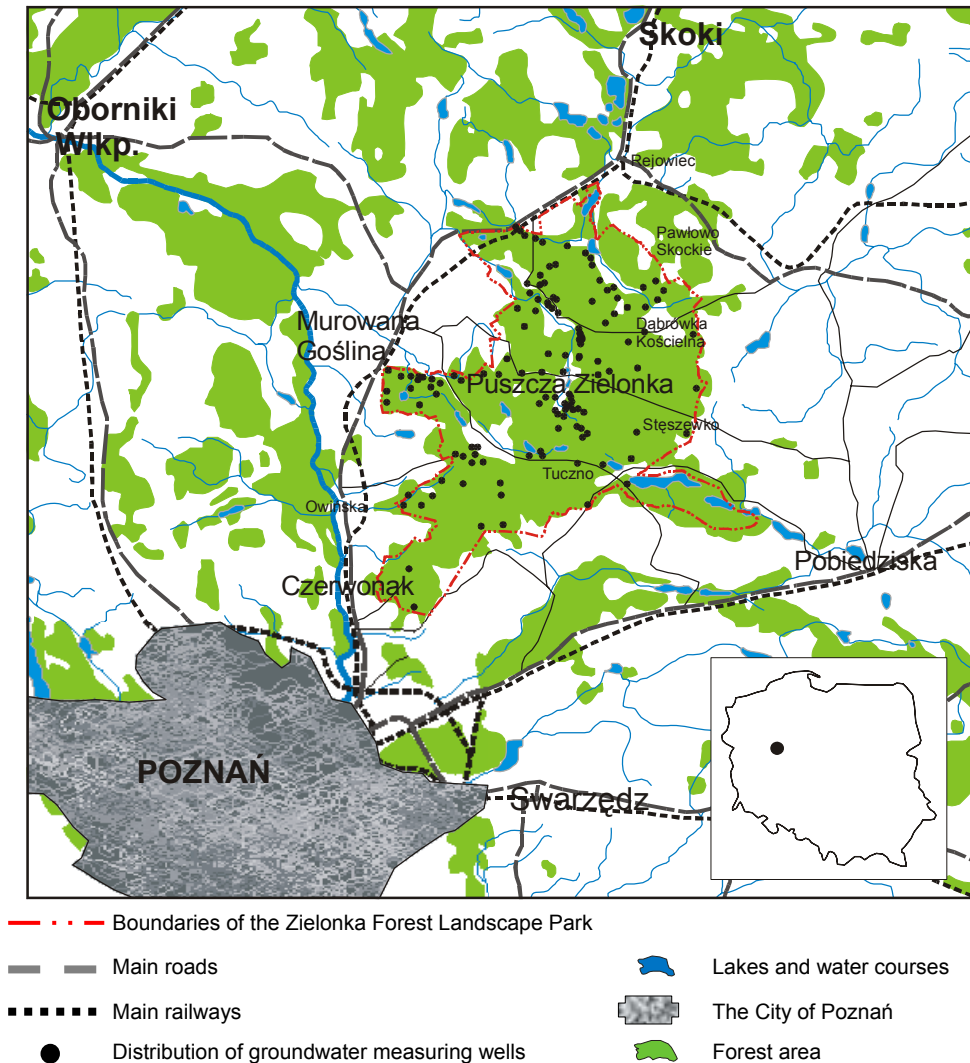 Skoki
Oborniki
Wlkp.
Rejowiec
Pawłowo
Skockie
Murowana
Goślina
Dąbrówka
Kościelna
Puszcza Zielonka
Stęszewko
Tuczno
Owińska
Czerwonak
Pobiedziska
POZNAŃ
Swarzędz
Boundaries of the Zielonka Forest Landscape Park
Main roads
Lakes and water courses
Main railways
The City of Poznań
Distribution of groundwater measuring wells
Forest area